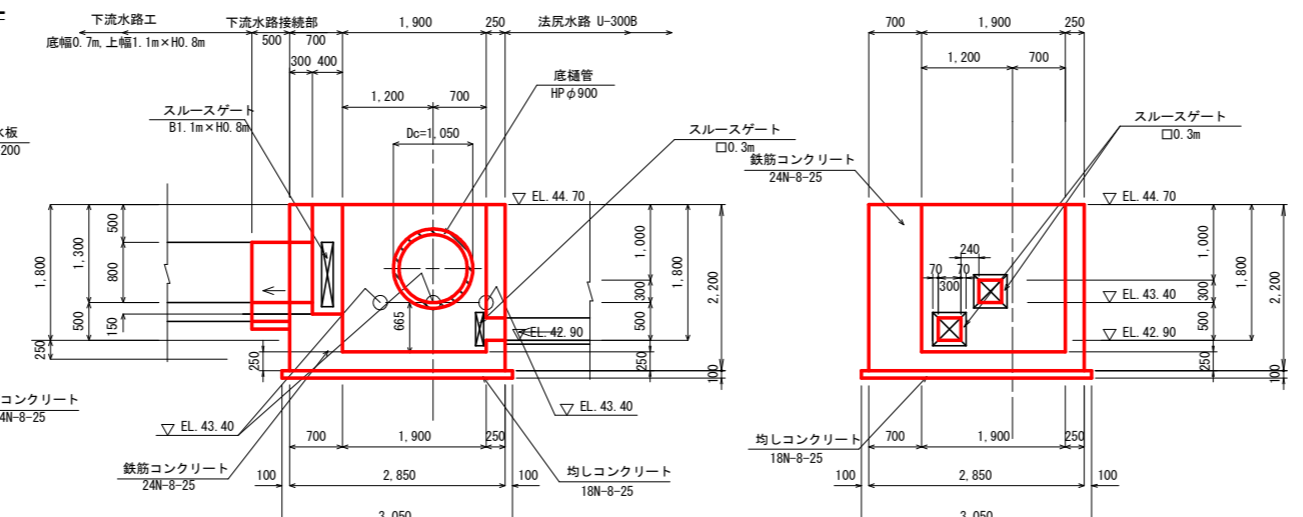 下流水路工
底幅0.7m,上幅1.1m×H0.8m
下流水路接続部
1,900
250
法尻水路 U-300B
500
700
300
400
1,200
700
底樋管
HPφ900
スルースゲート
B1.1m×H0.8m
Dc=1,050
スルースゲート
□0.3m
板
200
EL.44.70
1,800
1,300
500
800
500
150
250
250
665
1,000
300
500
1,800
2,200
250
100
EL.42.90
EL.43.40
EL.43.40
コンクリート
4N-8-25
鉄筋コンクリート
24N-8-25
均しコンクリート
18N-8-25
700
1,900
250
100
2,850
100
3,050
700
1,900
250
1,200
700
スルースゲート
□0.3m
鉄筋コンクリート
24N-8-25
EL.44.70
240
70
70
300
EL.43.40
EL.42.90
1,000
300
500
1,800
2,200
250
100
均しコンクリート
18N-8-25
700
1,900
250
100
2,850
100
3,050